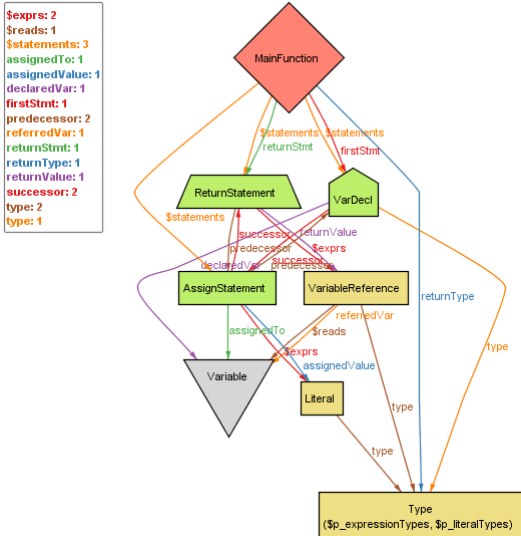 $exprs: 2
$reads: 1
$statements: 3
assignedTo: 1
assignedValue: 1
declaredVar: 1
firstStmt: 1
predecessor: 2
referredVar: 1
returnStmt: 1
returnType: 1
returnValue: 1
successor: 2
type: 2
type: 1
MainFunction
$statements
$statements
returnStmt
firstStmt
ReturnStatement
VarDecl
$statements
successor
returnValue
predecessor
$exprs
successor
declaredVar
predecessor
AssignStatement
VariableReference
returnType
referredVar
assignedTo
$reads
type
$exprs
assignedValue
Variable
Literal
type
type
Type
($p_expressionTypes, $p_literalTypes)